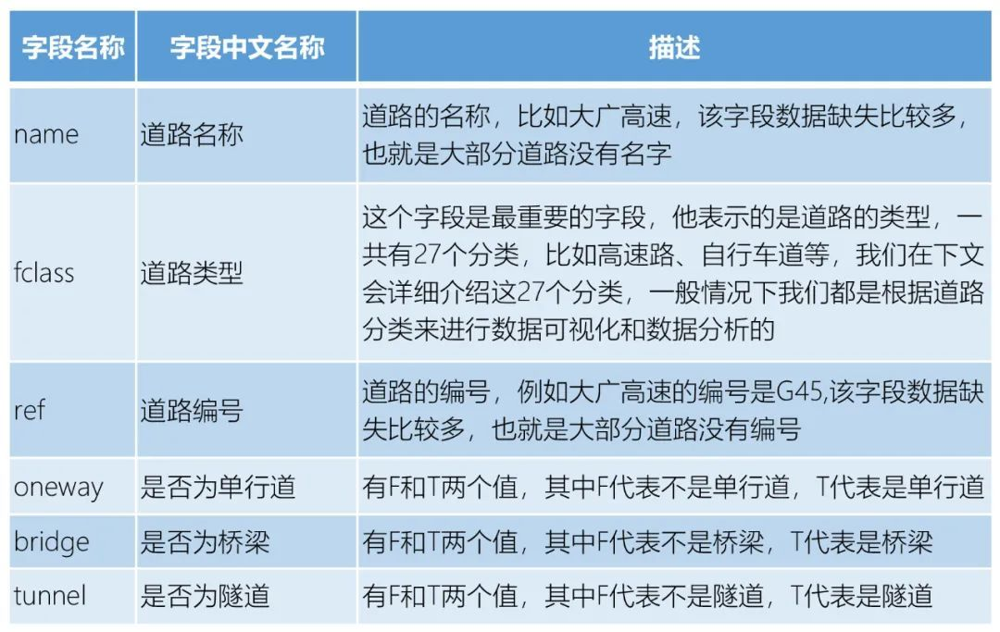 字段名称 字段中文名称 描述
name 道路名称 道路的名称，比如大广高速，该字段数据缺失比较多，
也就是大部分道路没有名字
fclass 道路类型 这个字段是最重要的字段，他表示的是道路的类型，一
共有27个分类，比如高速路、自行车道等，我们在下文
会详细介绍这27个分类，一般情况下我们都是根据道路
分类来进行数据可视化和数据分析的
ref 道路编号 道路的编号，例如大广高速的编号是G45,该字段数据缺
失比较多，也就是大部分道路没有编号
oneway 是否为单行道 有F和T两个值，其中F代表不是单行道，T代表是单行道
bridge 是否为桥梁 有F和T两个值，其中F代表不是桥梁，T代表是桥梁
tunnel 是否为隧道 有F和T两个值，其中F代表不是隧道，T代表是隧道